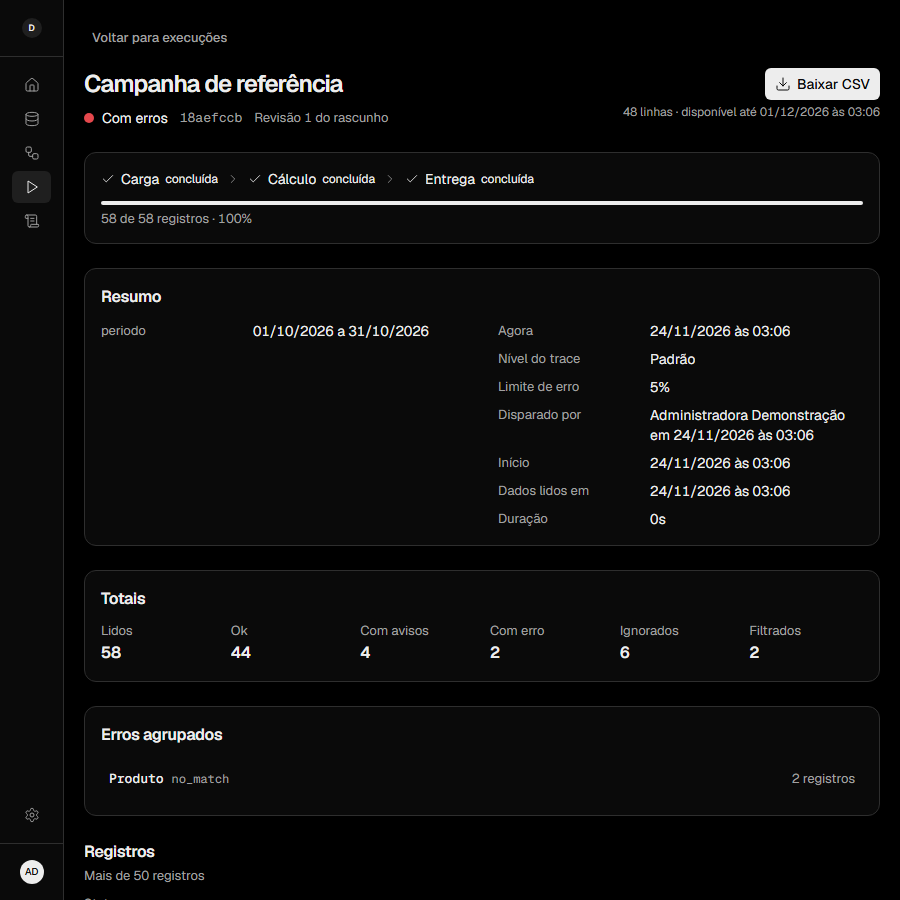 D
Voltar para execuções
Campanha de referência
Baixar CSV
Com erros 18aefccb Revisão 1 do rascunho
48 linhas · disponível até 01/12/2026 às 03:06
Carga concluída Cálculo concluída Entrega concluída
58 de 58 registros · 100%
Resumo
periodo 01/10/2026 a 31/10/2026
Agora 24/11/2026 às 03:06
Nível do trace Padrão
Limite de erro 5%
Disparado por Administradora Demonstração
em 24/11/2026 às 03:06
Início 24/11/2026 às 03:06
Dados lidos em 24/11/2026 às 03:06
Duração 0s
Totais
Lidos Ok Com avisos Com erro Ignorados Filtrados
58 44 4 2 6 2
Erros agrupados
Produto no_match 2 registros
Registros
Mais de 50 registros
AD